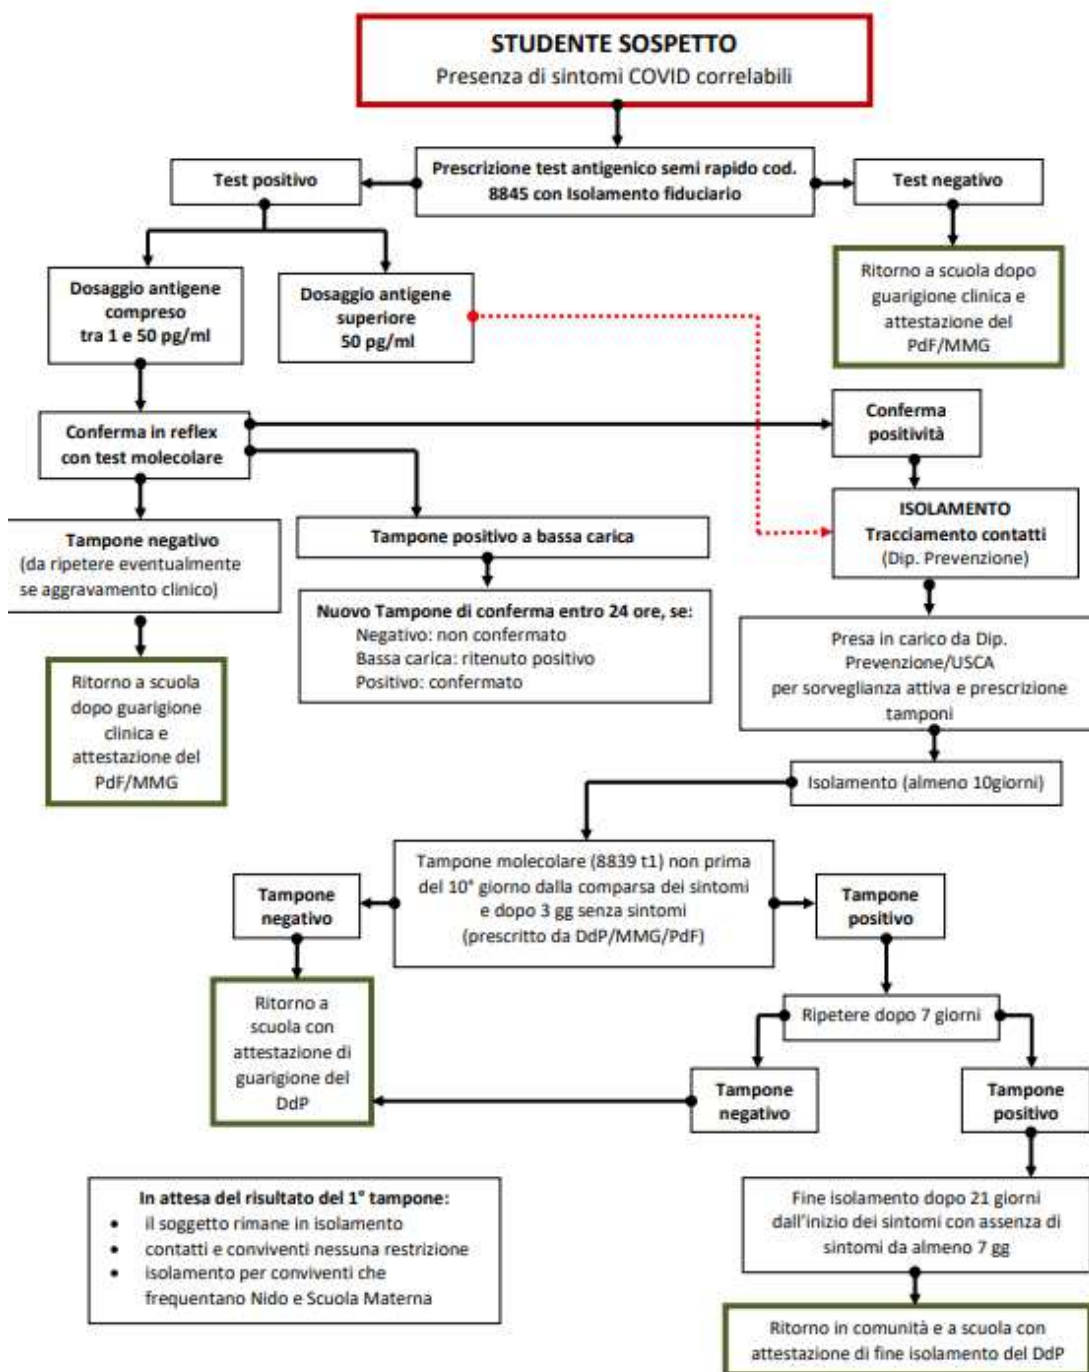 STUDENTE SOSPETTO
Presenza di sintomi COVID correlabili
Test positivo
Prescrizione test antigenico semi rapido cod.
8845 con Isolamento fiduciario
Test negativo
Dosaggio antigene
compreso
tra 1 e 50 pg/ml
Dosaggio antigene
superiore
50 pg/ml
Ritorno a scuola dopo
guarigione clinica e
attestazione del
PdF/MMG
Conferma in reflex
con test molecolare
Conferma
positività
Tampone negativo
(da ripetere eventualmente
se aggravamento clinico)
Tampone positivo a bassa carica
ISOLAMENTO
Tracciamento contatti
(Dip. Prevenzione)
Nuovo Tampone di conferma entro 24 ore, se:
Negativo: non confermato
Bassa carica: ritenuto positivo
Positivo: confermato
Presa in carico da Dip.
Prevenzione/USCA
per sorveglianza attiva e prescrizione
tamponi
Ritorno a scuola
dopo guarigione
clinica e
attestazione del
PdF/MMG
Isolamento (almeno 10giorni)
Tampone
negativo
Tampone molecolare (8839 t1) non prima
del 10° giorno dalla comparsa dei sintomi
e dopo 3 gg senza sintomi
(prescritto da DdP/MMG/PdF)
Tampone
positivo
Ritorno a
scuola con
attestazione di
guarigione del
DdP
Ripetere dopo 7 giorni
Tampone
negativo
Tampone
positivo
In attesa del risultato del 1° tampone:
• il soggetto rimane in isolamento
• contatti e conviventi nessuna restrizione
• isolamento per conviventi che
frequentano Nido e Scuola Materna
Fine isolamento dopo 21 giorni
dall'inizio dei sintomi con assenza di
sintomi da almeno 7 gg
Ritorno in comunità e a scuola con
attestazione di fine isolamento del DdP